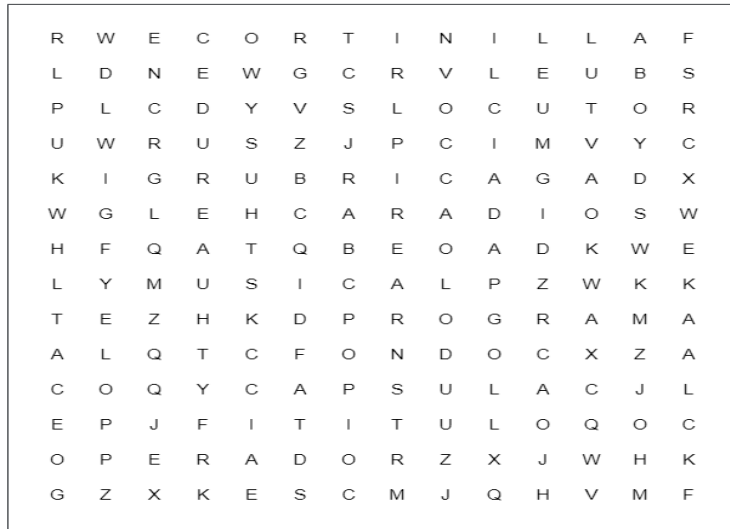 R W E C O R T I N I L L A F
L D N E W G C R V L E U B S
P L C D Y V S L O C U T O R
U W R U S Z J P C I M V Y C
K I G R U B R I C A G A D X
W G L E H C A R A D I O S W
H F Q A T Q B E O A D K W E
L Y M U S I C A L P Z W K K
T E Z H K D P R O G R A M A
A L Q T C F O N D O C X Z A
C O Q Y C A P S U L A C J L
E P J F I T I T U L O Q O C
O P E R A D O R Z X J W H K
G Z X K E S C M J Q H V M F